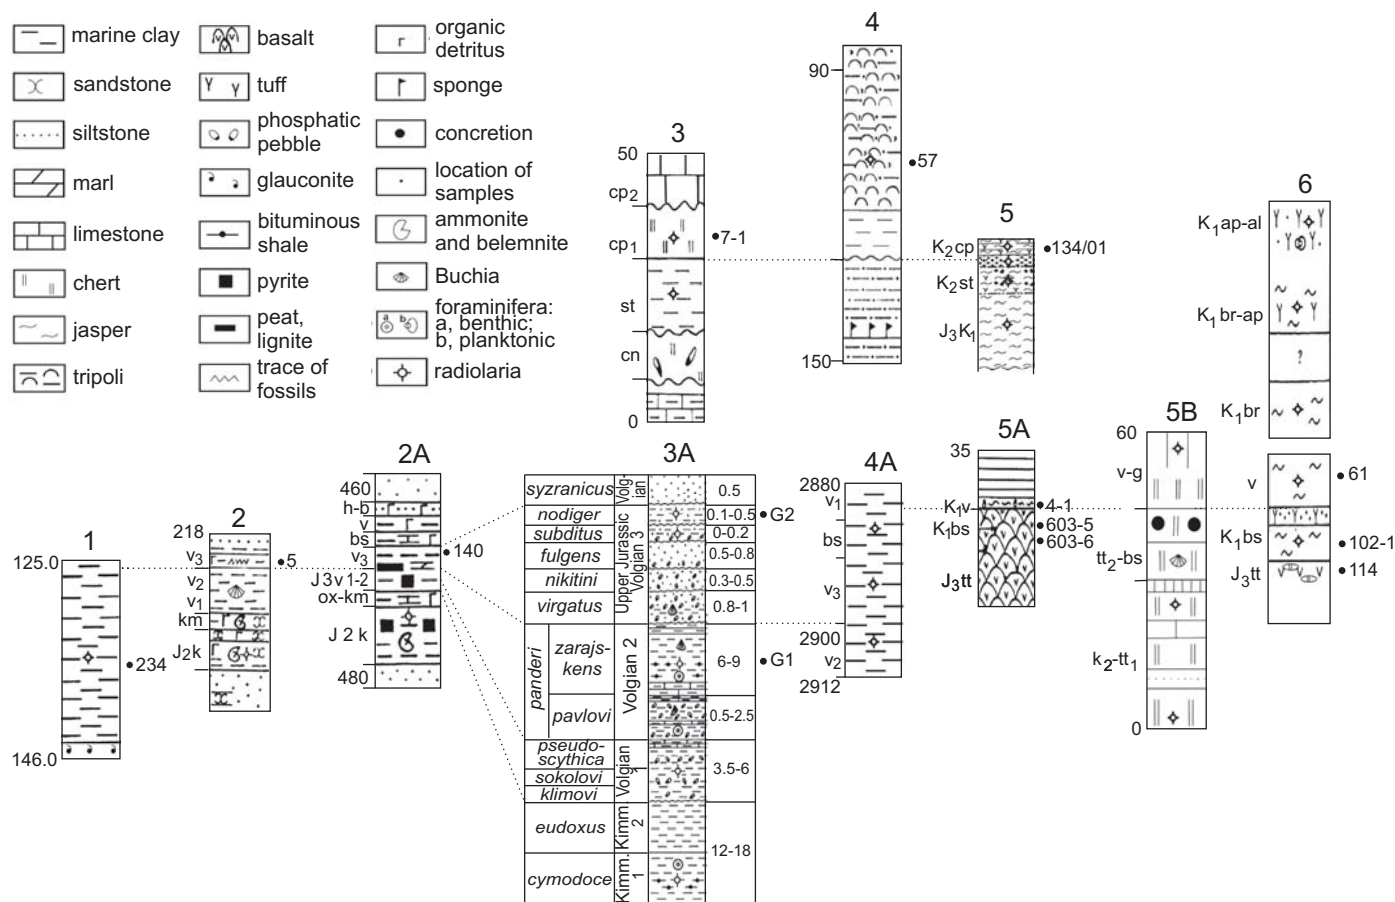 marine clay
sandstone
siltstone
marl
limestone
chert
jasper
tripoli
basalt
tuff
phosphatic
pebble
glauconite
bituminous
shale
pyrite
peat,
lignite
trace of
fossils
organic
detritus
sponge
concretion
location of
samples
ammonite
and belemnite
Buchia
foraminifera:
a, benthic;
b, planktonic
a b
radiolaria
3
50
cp2
cp1
7-1
st
cn
0
4
90
57
150
5
K2cp
134/01
K2st
J3K1
6
K1ap-al
K1br-ap
?
K1br
v
61
K1bs
102-1
J3tt
114
1
125.0
234
146.0
2
218
v3
5
v2
v1
km
J2k
2A
460
h-b
v
bs
v3
140
J3v1-2
ox-km
J2k
480
3A
syzranicus
Volg-
ian
0.5
nodiger
0.1-0.5
G2
subditus
0-0.2
fulgens
0.5-0.8
nikitini
0.3-0.5
virgatus
0.8-1
Upper Jurassic
Volgian 3
panderi
zarajs-
kens
Volgian 2
6-9
G1
pavlovi
0.5-2.5
pseudo-
scythica
sokolovi
klimovi
Volgian
1
3.5-6
eudoxus
Kimm.
2
12-18
cymodoce
Kimm.
1
4A
2880
v1
bs
v3
2900
v2
2912
5A
35
K1v
4-1
K1bs
603-5
603-6
J3tt
5B
60
v-g
tt2-bs
k2-tt1
0